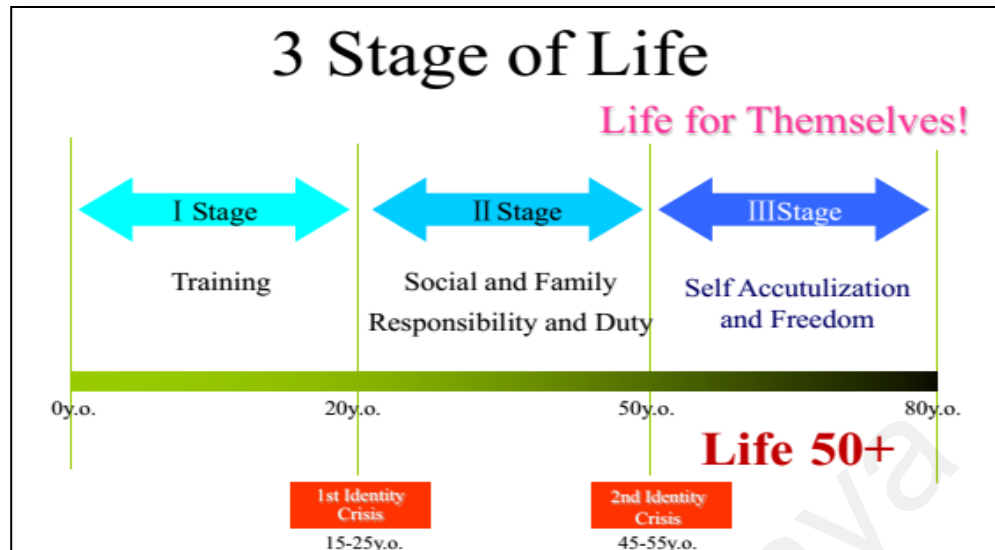 3 Stage of Life
Life for Themselves!
Ⅰ Stage
Ⅱ Stage
ⅢStage
Training
Social and Family
Responsibility and Duty
Self Accutulization
and Freedom
0y.o.
20y.o.
50y.o.
80y.o.
Life 50+
1st Identity
Crisis
2nd Identity
Crisis
15-25y.o.
45-55y.o.